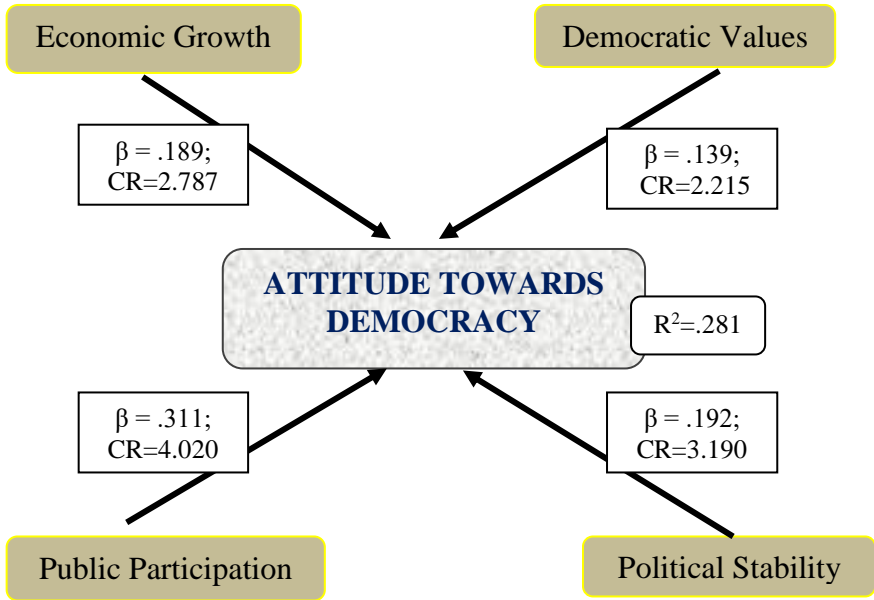 Economic Growth
Democratic Values
β = .189;
CR=2.787
β = .139;
CR=2.215
ATTITUDE TOWARDS
DEMOCRACY
R²=.281
β = .311;
CR=4.020
β = .192;
CR=3.190
Public Participation
Political Stability